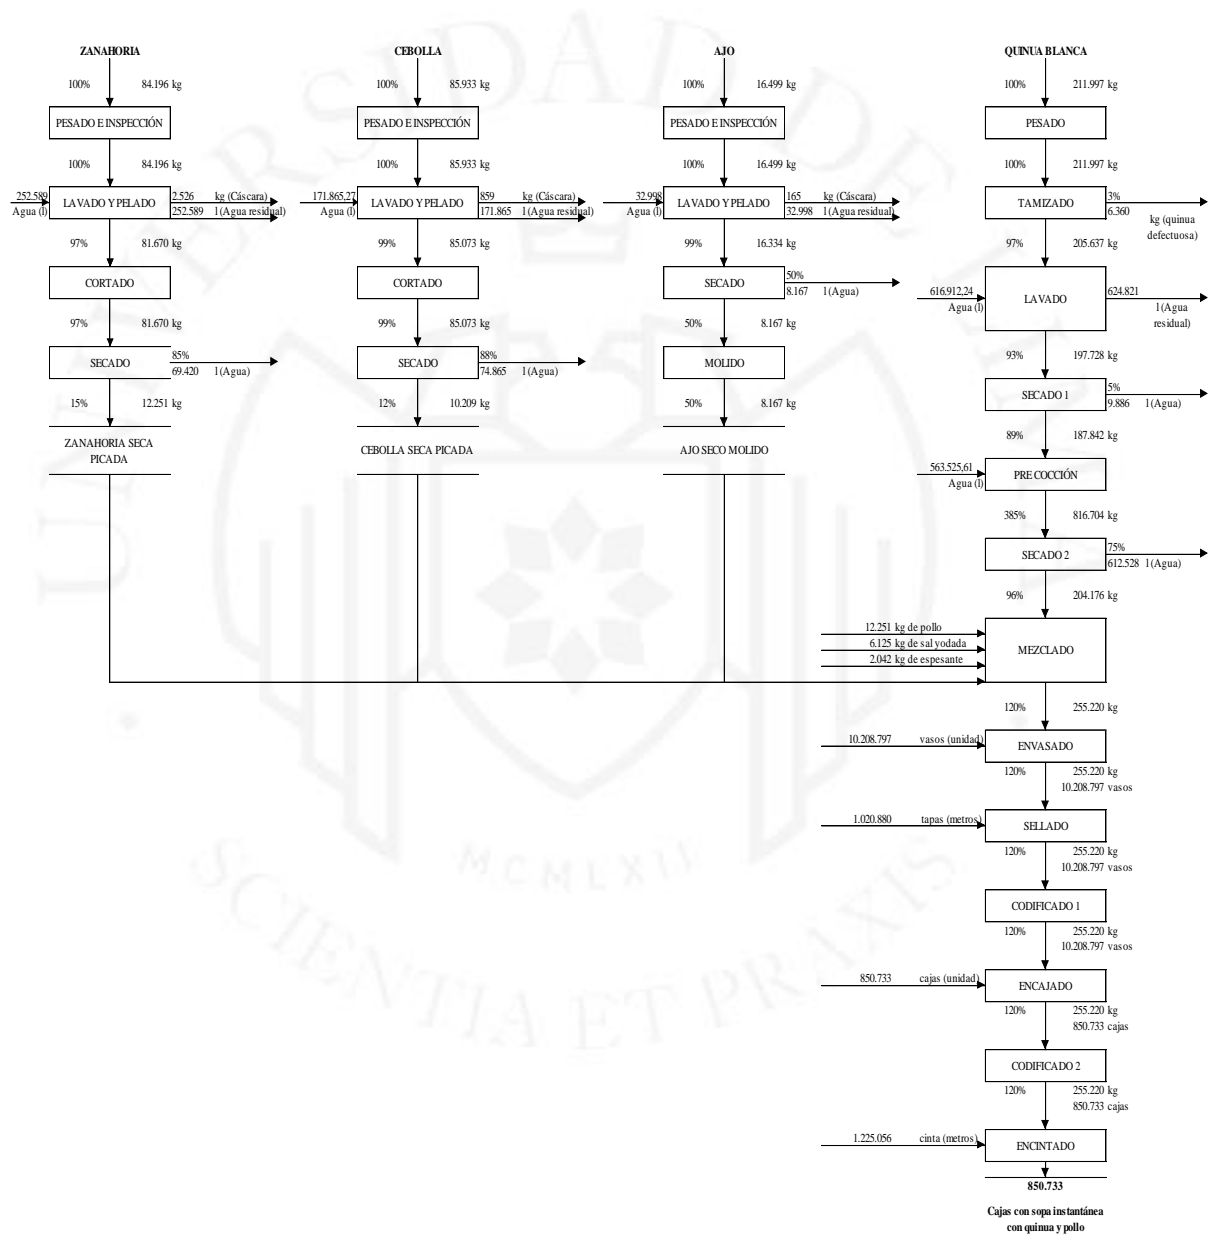 ZANAHORIA
100% 84.196 kg
PESADO E INSPECCIÓN
100% 84.196 kg
252.589
Agua (l)
LAVADO Y PELADO
2.526 kg (Cáscara)
252.589 l (Agua residual)
97% 81.670 kg
CORTADO
97% 81.670 kg
SECADO
85%
69.420 l (Agua)
15% 12.251 kg
ZANAHORIA SECA
PICADA
CEBOLLA
100% 85.933 kg
PESADO E INSPECCIÓN
100% 85.933 kg
171.865,27
Agua (l)
LAVADO Y PELADO
859 kg (Cáscara)
171.865 l (Agua residual)
99% 85.073 kg
CORTADO
99% 85.073 kg
SECADO
88%
74.865 l (Agua)
12% 10.209 kg
CEBOLLA SECA PICADA
AJO
100% 16.499 kg
PESADO E INSPECCIÓN
100% 16.499 kg
32.998
Agua (l)
LAVADO Y PELADO
165 kg (Cáscara)
32.998 l (Agua residual)
99% 16.334 kg
SECADO
50%
8.167 l (Agua)
50% 8.167 kg
MOLIDO
50% 8.167 kg
AJO SECO MOLIDO
QUINUA BLANCA
100% 211.997 kg
PESADO
100% 211.997 kg
TAMIZADO
3%
6.360
kg (quinua
defectuosa)
97% 205.637 kg
616.912,24
Agua (l)
LAVADO
624.821
l (Agua
residual)
93% 197.728 kg
SECADO 1
5%
9.886 l (Agua)
89% 187.842 kg
563.525,61
Agua (l)
PRE COCCIÓN
385% 816.704 kg
SECADO 2
75%
612.528 l (Agua)
96% 204.176 kg
12.251 kg de pollo
6.125 kg de sal yodada
2.042 kg de espesante
MEZCLADO
120% 255.220 kg
10.208.797 vasos (unidad)
ENVASADO
120% 255.220 kg
10.208.797 vasos
1.020.880 tapas (metros)
SELLADO
120% 255.220 kg
10.208.797 vasos
CODIFICADO 1
120% 255.220 kg
10.208.797 vasos
850.733 cajas (unidad)
ENCAJADO
120% 255.220 kg
850.733 cajas
CODIFICADO 2
120% 255.220 kg
850.733 cajas
1.225.056 cinta (metros)
ENCINTADO
850.733
Cajas con sopa instantánea
con quinua y pollo
UNIVERSIDAD DE LIMA
MCMLXII
SCIENTIA ET PRAXIS